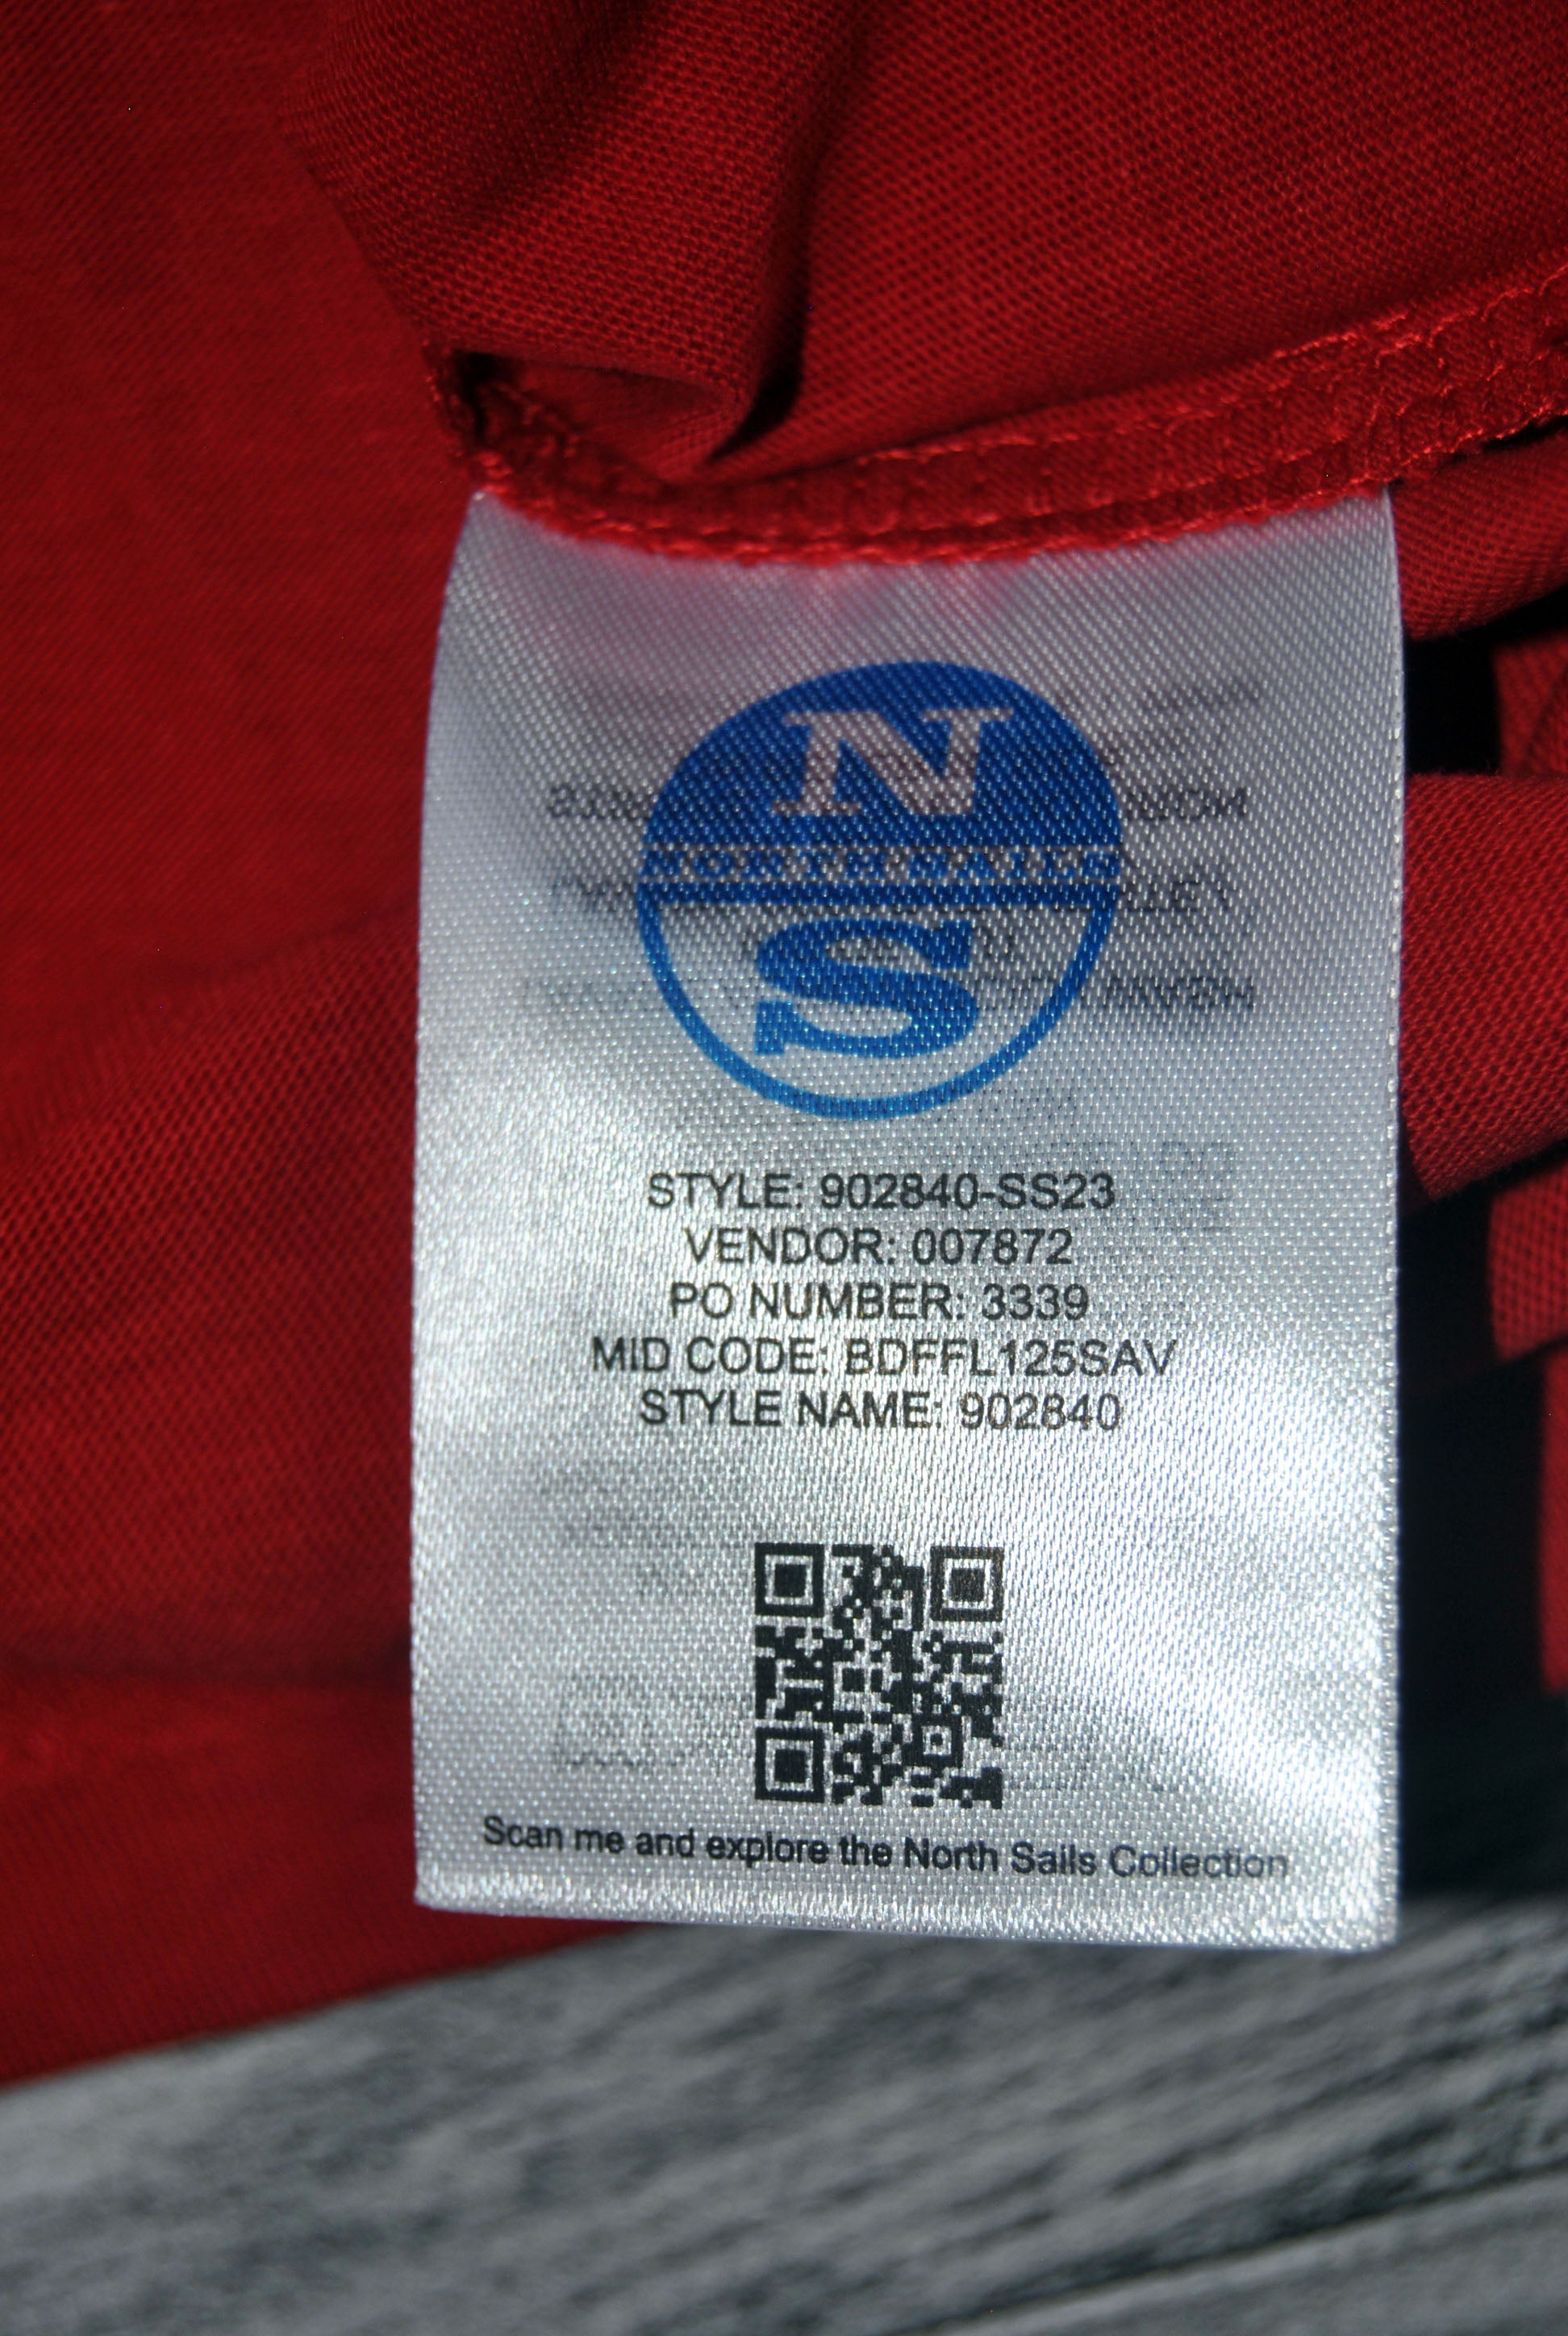 N
NORTH SAILS
S
STYLE: 902840-SS23
VENDOR: 007872
PO NUMBER: 3339
MID CODE: BDFFL125SAV
STYLE NAME: 902840
Scan me and explore the North Sails Collection